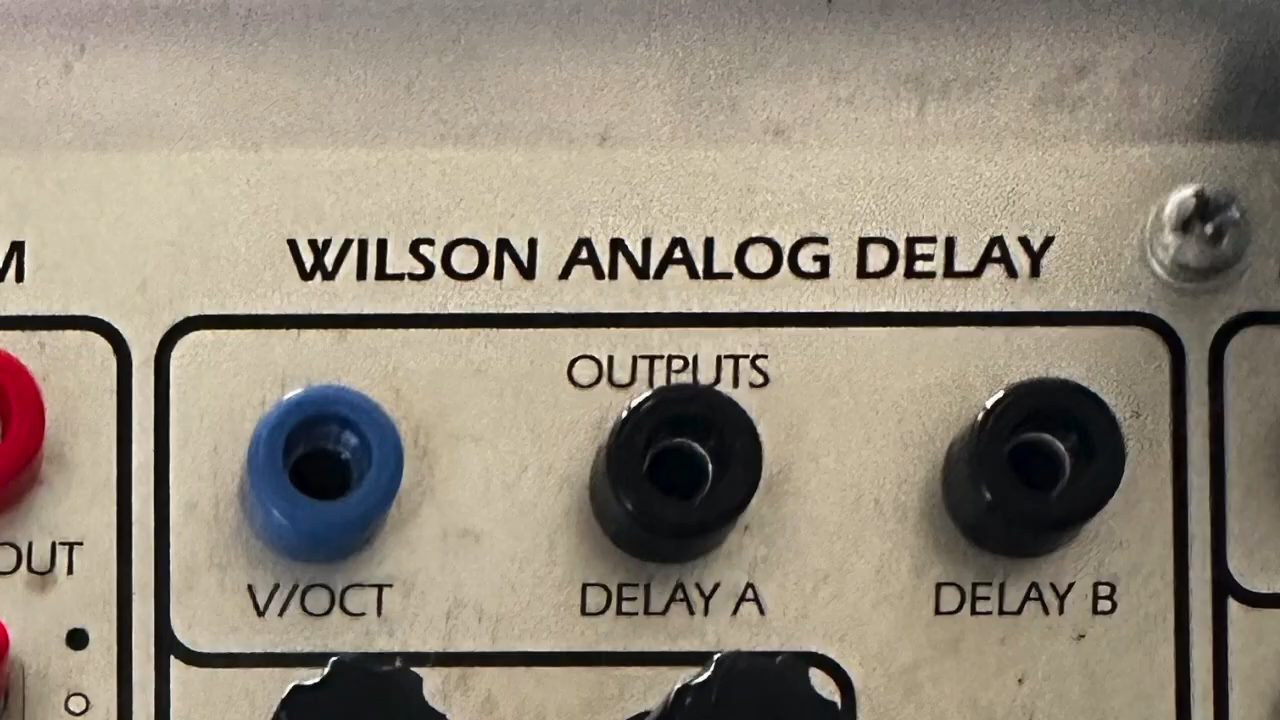 M
WILSON ANALOG DELAY
OUTPUTS
OUT
V/OCT
DELAY A
DELAY B